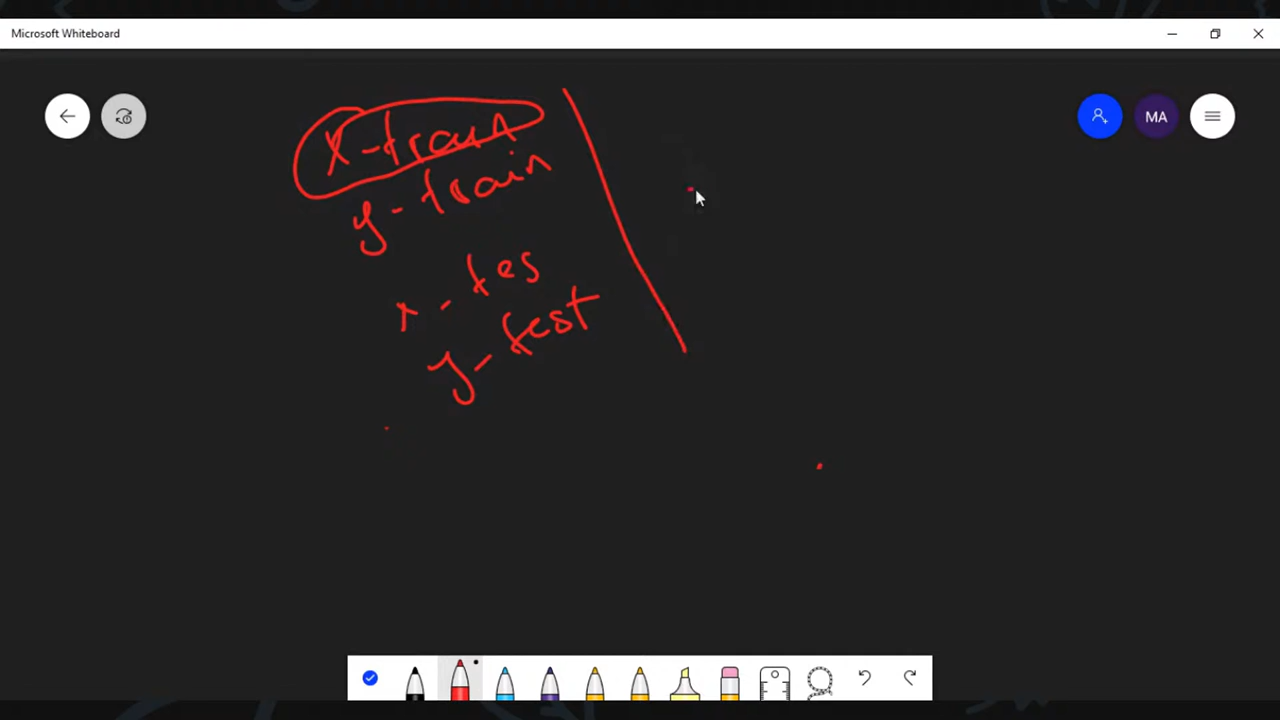 Microsoft Whiteboard
MA
x-train
y-train
x-tes
y-test